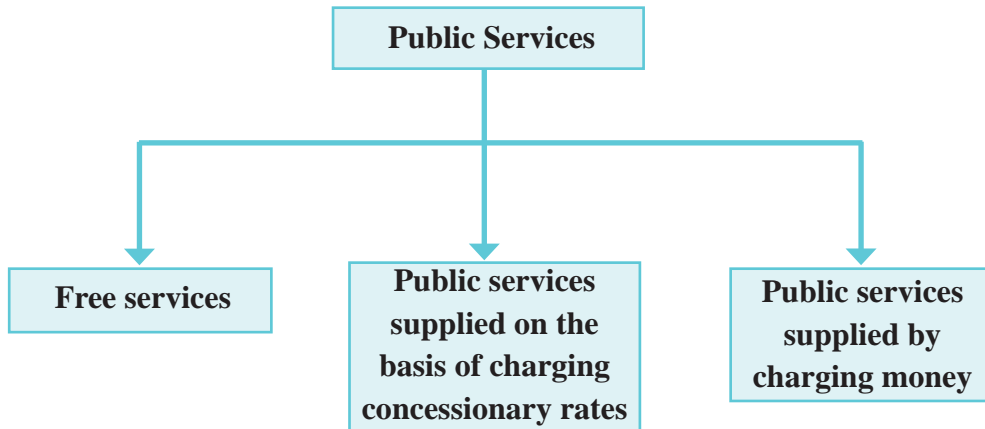 Public Services
Free services
Public services
supplied on the
basis of charging
concessionary rates
Public services
supplied by
charging money